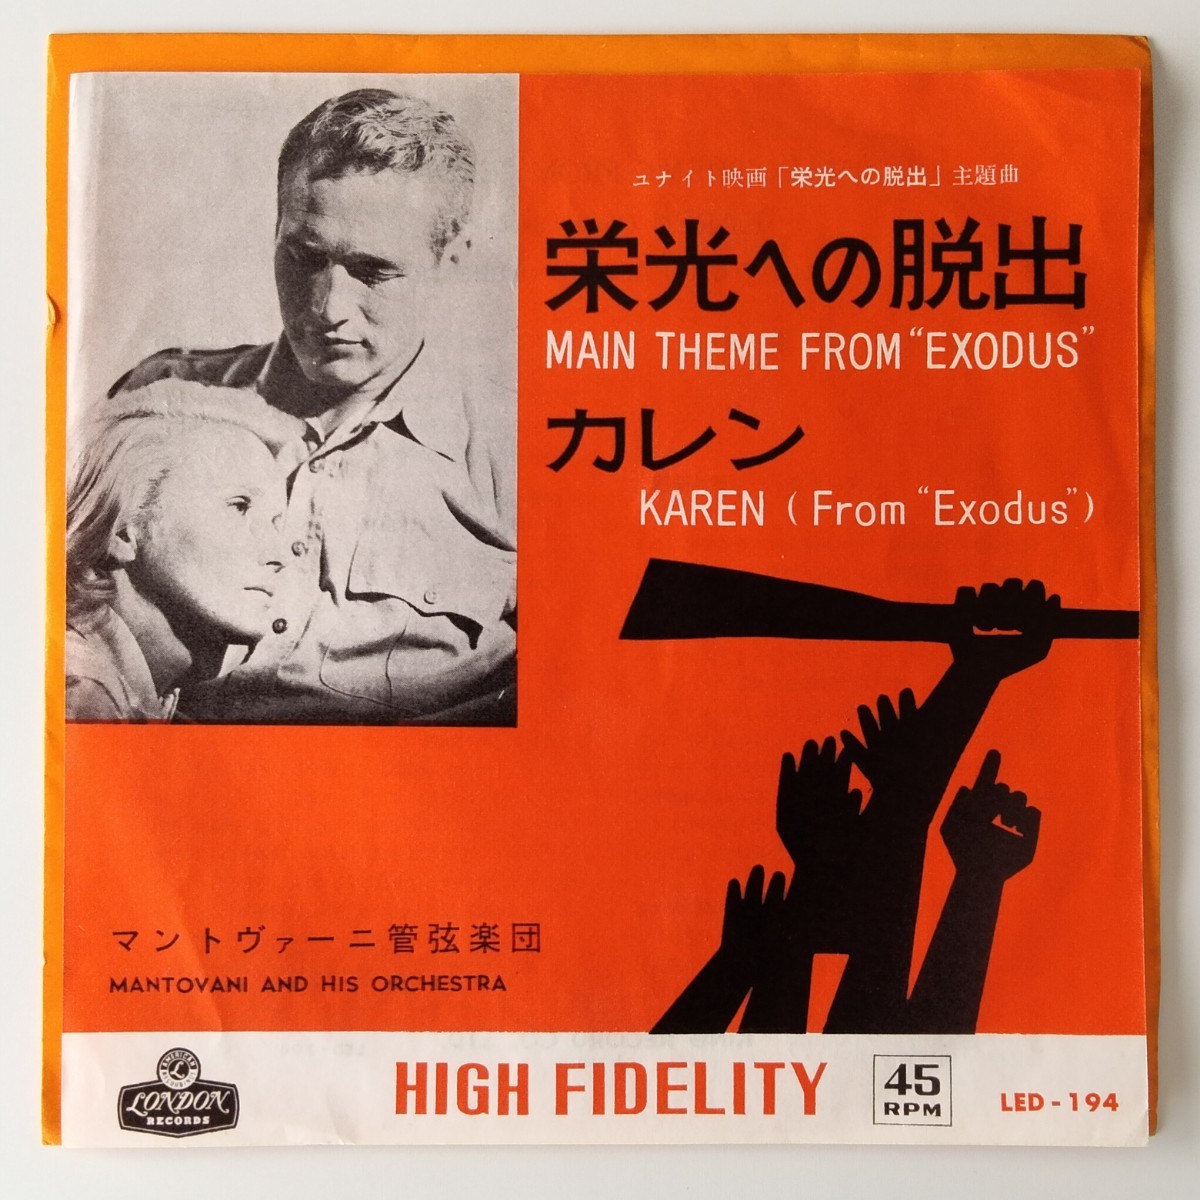 ユナイト映画「栄光への脱出」主題曲
栄光への脱出
MAIN THEME FROM “EXODUS”
カレン
KAREN ( From “Exodus”)
マントヴァーニ管弦楽団
MANTOVANI AND HIS ORCHESTRA
AMERICAN
L
RECORDINGS
LONDON
RECORDS
HIGH FIDELITY
45
RPM
LED - 194